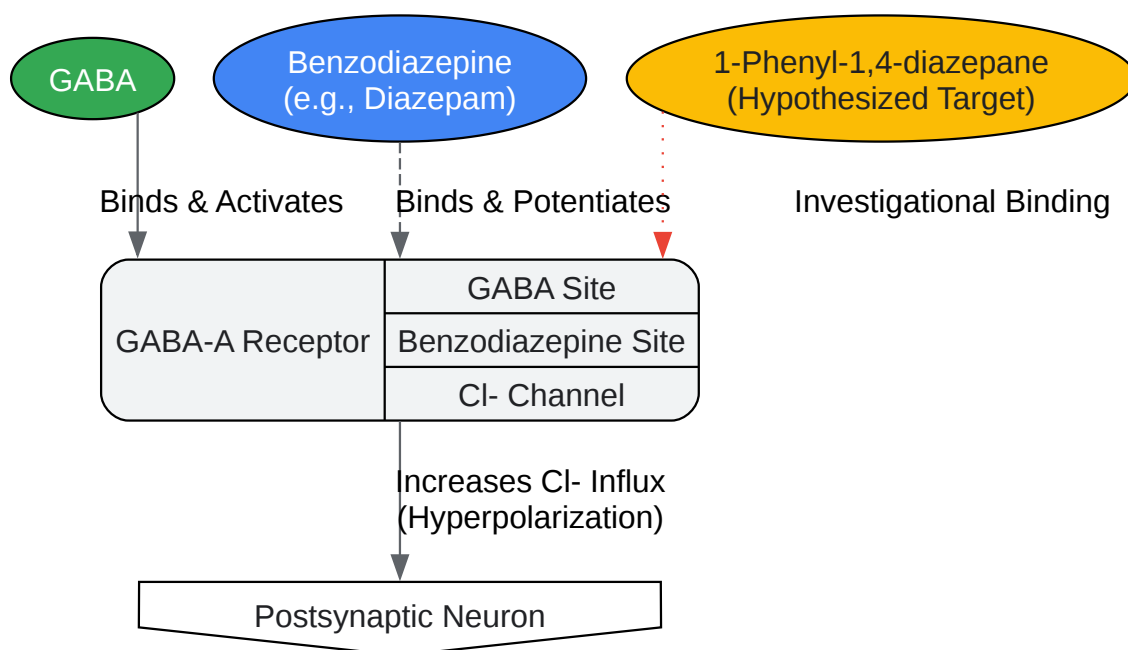 GABA
Benzodiazepine
(e.g., Diazepam)
1-Phenyl-1,4-diazepane
(Hypothesized Target)
Binds & Activates
Binds & Potentiates
Investigational Binding
GABA-A Receptor
GABA Site
Benzodiazepine Site
Cl- Channel
Increases Cl- Influx
(Hyperpolarization)
Postsynaptic Neuron